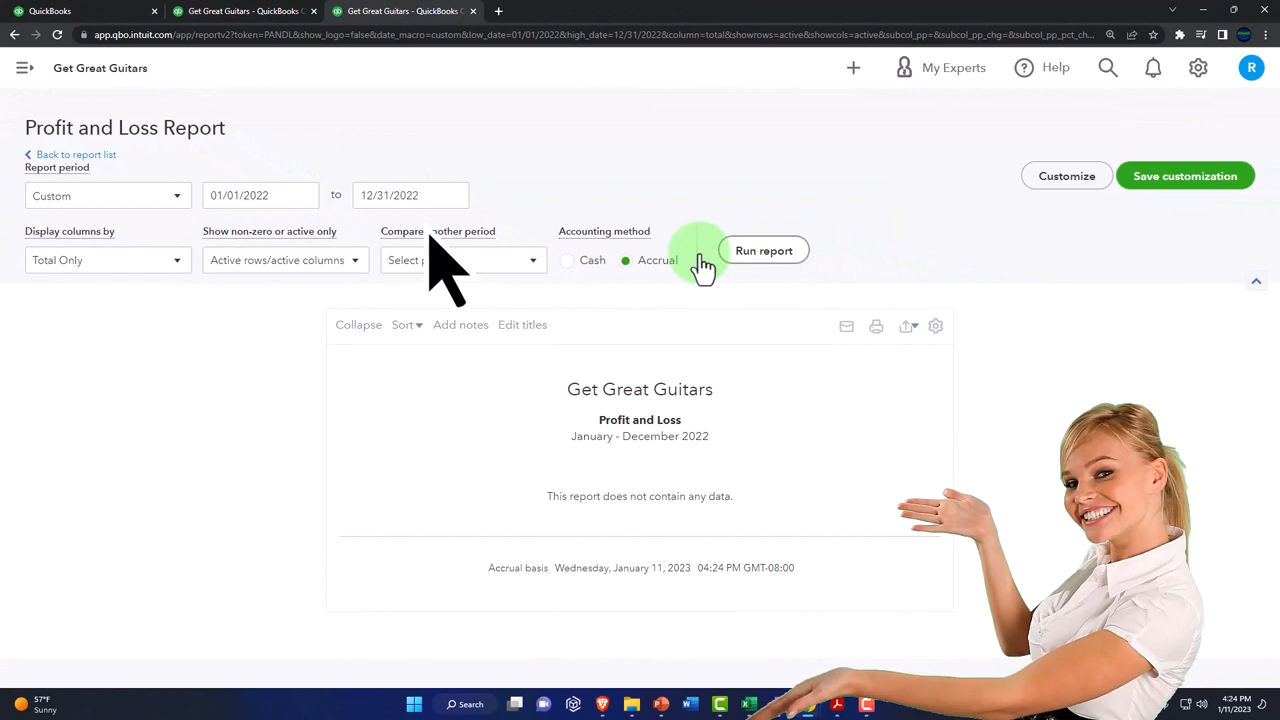 Get Great Guitars - QuickBooks C
Get Great Guitars - QuickBooks C
QuickBooks
app.qbo.intuit.com/app/reportv2?token=PANDL&show_logo=false&date_macro=custom&low_date=01/01/2022&high_date=12/31/2022&column=total&showrows=active&showcols=active&subcol_pp=&subcol_pp_chg=&subcol_pp_pct_ch...
Get Great Guitars
My Experts
Help
R
Profit and Loss Report
Back to report list
Report period
Custom
01/01/2022 to 12/31/2022
Customize
Save customization
Display columns by
Show non-zero or active only
Accounting method
Total Only
Active rows/active columns
Cash
Accrual
Run report
Collapse Sort Add notes Edit titles
Get Great Guitars
Profit and Loss
January - December 2022
This report does not contain any data.
Accrual basis Wednesday, January 11, 2023 04:24 PM GMT-08:00
57°F
Sunny
Search
4:24 PM
1/11/2023